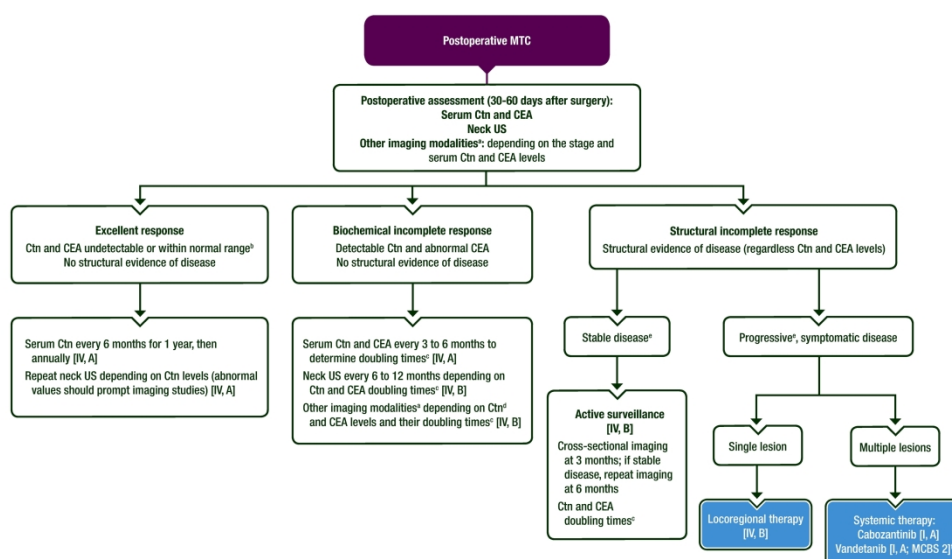 Postoperative MTC
Postoperative assessment (30-60 days after surgery):
Serum Ctn and CEA
Neck US
Other imaging modalitiesᵃ: depending on the stage and
serum Ctn and CEA levels
Excellent response
Ctn and CEA undetectable or within normal rangeᵇ
No structural evidence of disease
Biochemical incomplete response
Detectable Ctn and abnormal CEA
No structural evidence of disease
Structural incomplete response
Structural evidence of disease (regardless Ctn and CEA levels)
Serum Ctn every 6 months for 1 year, then
annually [IV, A]
Repeat neck US depending on Ctn levels (abnormal
values should prompt imaging studies) [IV, A]
Serum Ctn and CEA every 3 to 6 months to
determine doubling timesᶜ [IV, A]
Neck US every 6 to 12 months depending on
Ctn and CEA doubling timesᶜ [IV, B]
Other imaging modalitiesᵃ depending on Ctnᵈ
and CEA levels and their doubling timesᶜ [IV, B]
Stable diseaseᵉ
Progressiveᵉ, symptomatic disease
Active surveillance
[IV, B]
Cross-sectional imaging
at 3 months; if stable
disease, repeat imaging
at 6 months
Ctn and CEA
doubling timesᶜ
Single lesion
Multiple lesions
Locoregional therapy
[IV, B]
Systemic therapy:
Cabozantinib [I, A]
Vandetanib [I, A; MCBS 2]